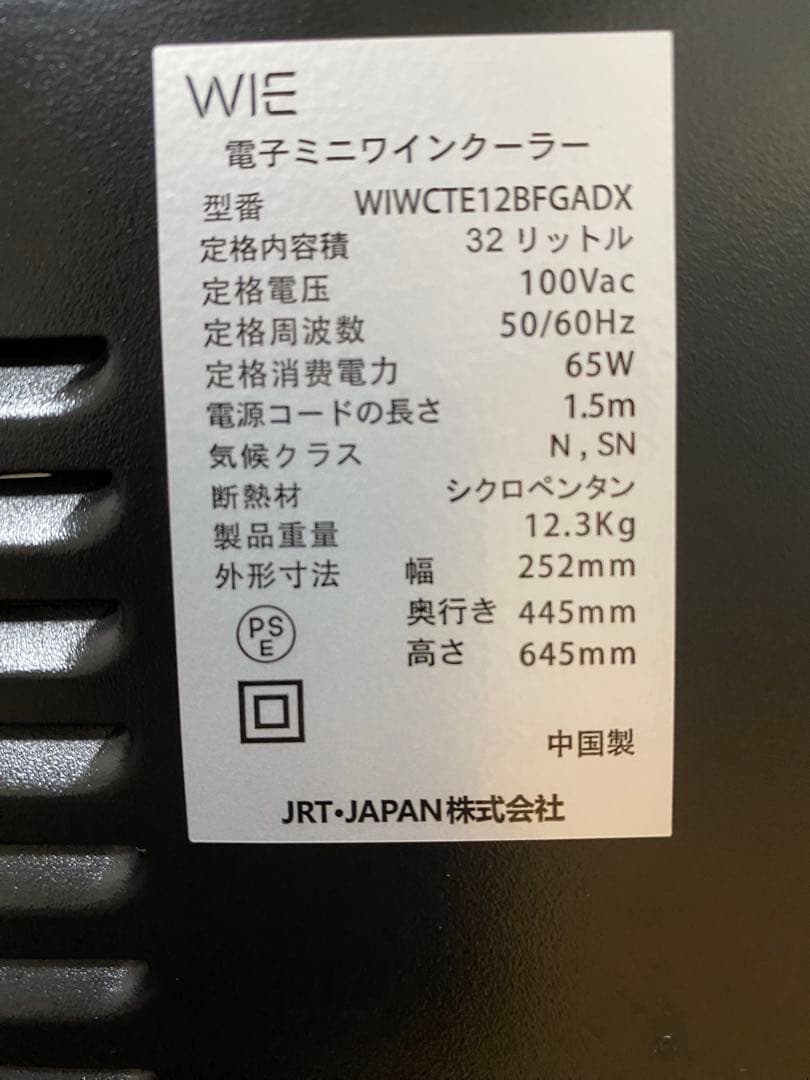 WIE
電子ミニワインクーラー
型番 WIWCTE12BFGADX
定格内容積 32 リットル
定格電圧 100Vac
定格周波数 50/60Hz
定格消費電力 65W
電源コードの長さ 1.5m
気候クラス N , SN
断熱材 シクロペンタン
製品重量 12.3Kg
外形寸法 幅 252mm
奥行き 445mm
高さ 645mm
PS
E
中国製
JRT・JAPAN株式会社